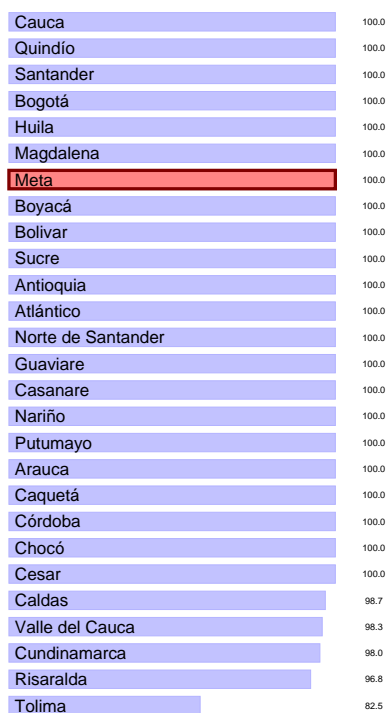 Cauca 100.0
Quindío 100.0
Santander 100.0
Bogotá 100.0
Huila 100.0
Magdalena 100.0
Meta 100.0
Boyacá 100.0
Bolivar 100.0
Sucre 100.0
Antioquia 100.0
Atlántico 100.0
Norte de Santander 100.0
Guaviare 100.0
Casanare 100.0
Nariño 100.0
Putumayo 100.0
Arauca 100.0
Caquetá 100.0
Córdoba 100.0
Chocó 100.0
Cesar 100.0
Caldas 98.7
Valle del Cauca 98.3
Cundinamarca 98.0
Risaralda 96.8
Tolima 82.5